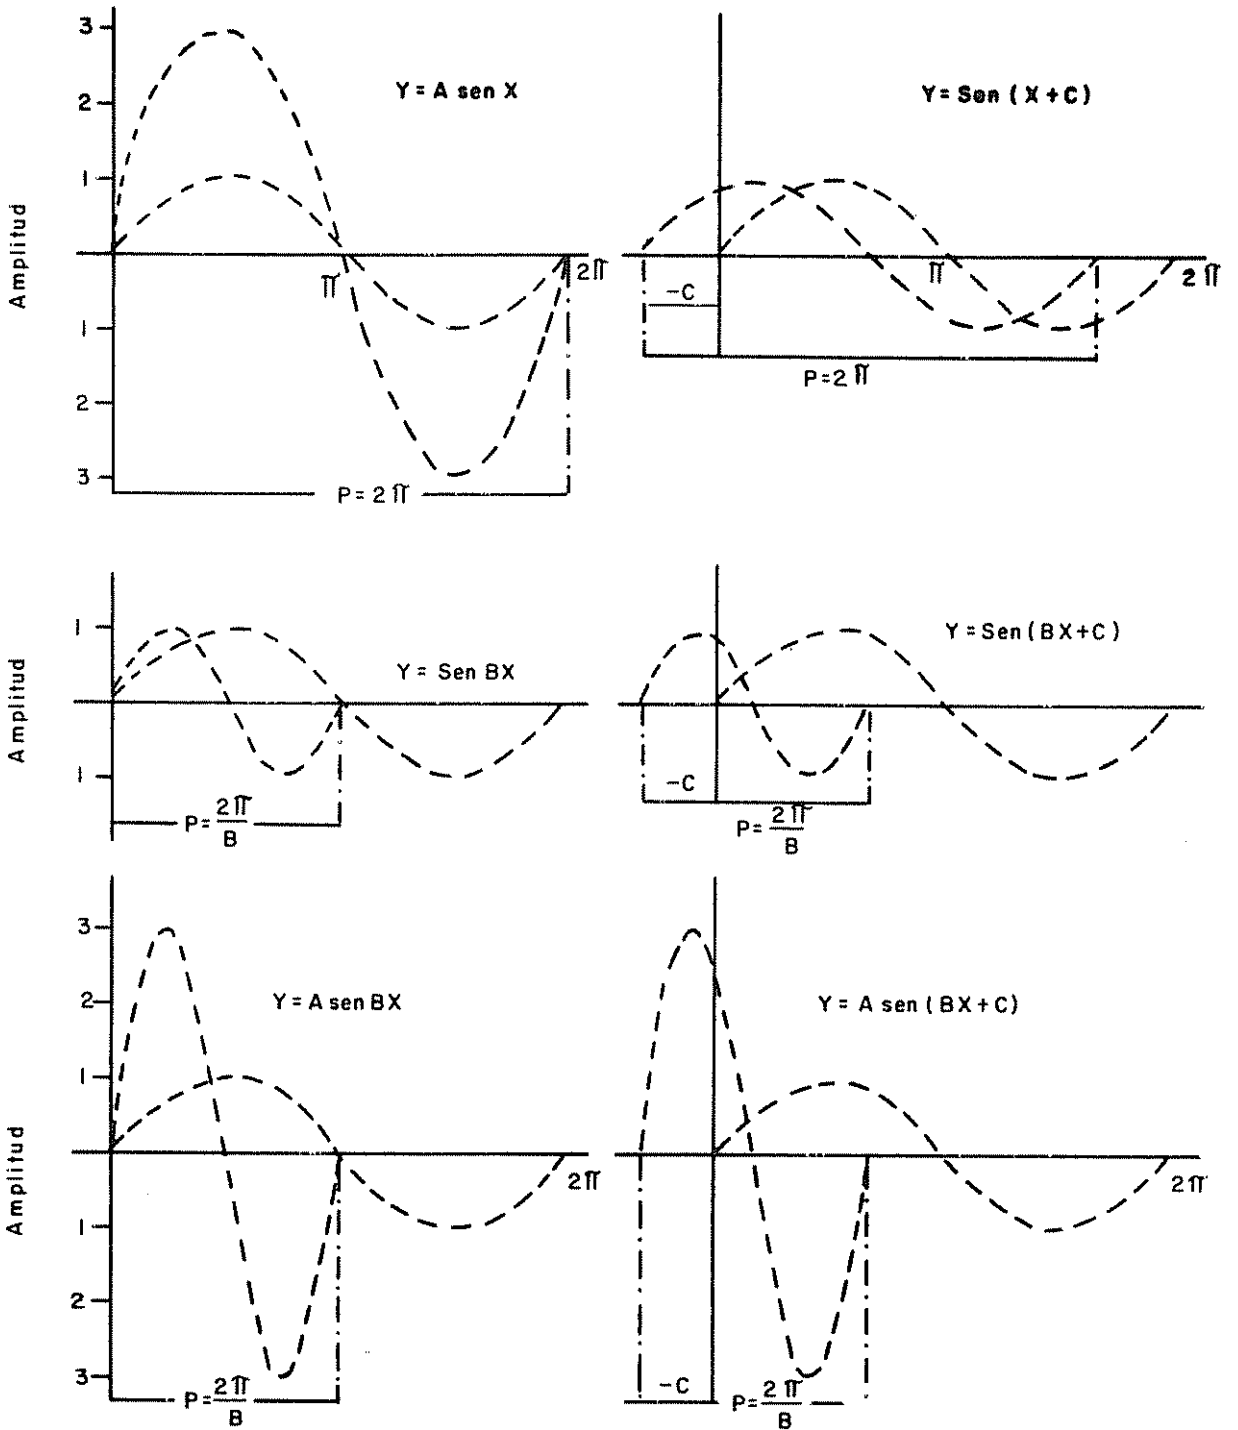 3
2
1
Amplitud
1
2
3
Y = A sen X
π
2π
P = 2π
Y = Sen (X + C)
-C
π
2π
P = 2π
1
Amplitud
1
Y = Sen BX
P = 2π/B
Y = Sen (BX + C)
-C
P = 2π/B
3
2
1
Amplitud
1
2
3
Y = A sen BX
2π
P = 2π/B
Y = A sen (BX + C)
2π
-C
P = 2π/B